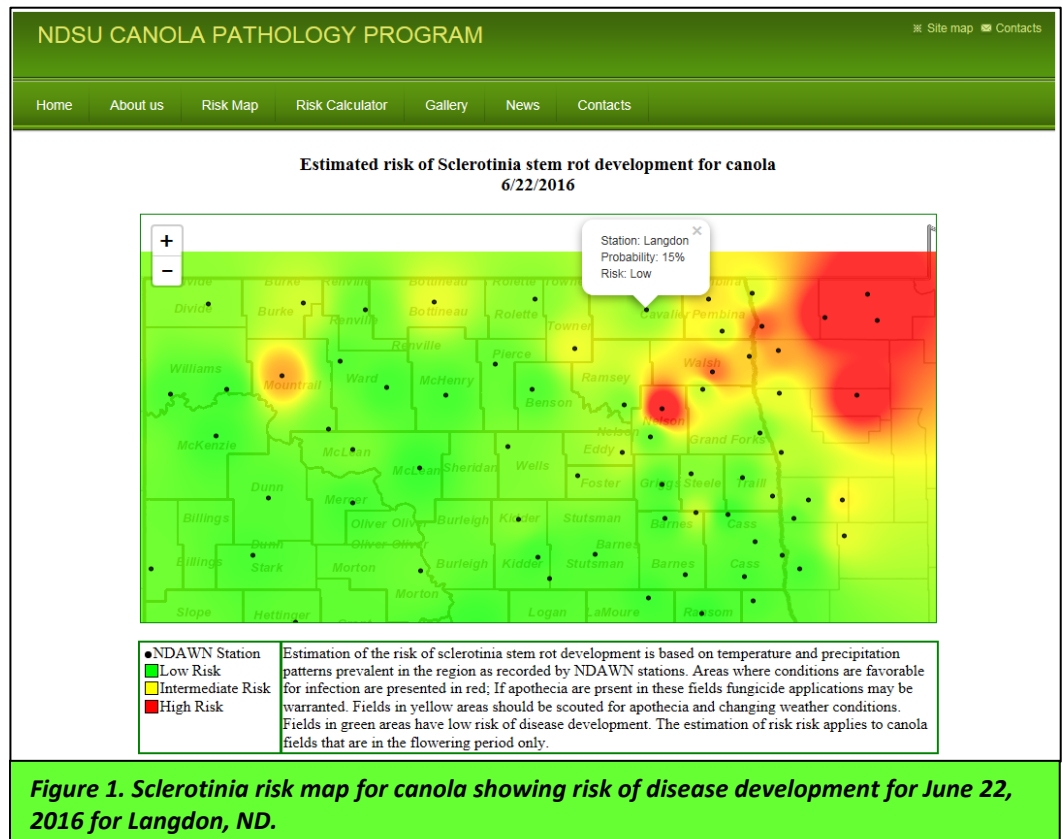 NDSU CANOLA PATHOLOGY PROGRAM
Site map Contacts
Home About us Risk Map Risk Calculator Gallery News Contacts
Estimated risk of Sclerotinia stem rot development for canola
6/22/2016
+
−
Station: Langdon ×
Probability: 15%
Risk: Low
Burke Renville Bottineau Rolette
Divide Burke Renville Bottineau Rolette Towner Cavalier Pembina
Renville Pierce
Williams Mountrail Ward McHenry Benson Ramsey Walsh
Nelson
McKenzie McLean Nelson Grand Forks
Eddy
McLean Sheridan Wells
Dunn Mercer Foster Griggs Steele Traill
Billings Oliver Oliver Burleigh Kidder Stutsman Barnes Cass
Dunn Oliver Oliver Barnes
Billings Stark Morton Burleigh Kidder Stutsman Barnes Cass
Morton
Slope Hettinger Logan LaMoure Ransom
●NDAWN Station
Low Risk
Intermediate Risk
High Risk
Estimation of the risk of sclerotinia stem rot development is based on temperature and precipitation
patterns prevalent in the region as recorded by NDAWN stations. Areas where conditions are favorable
for infection are presented in red; If apothecia are prsent in these fields fungicide applications may be
warranted. Fields in yellow areas should be scouted for apothecia and changing weather conditions.
Fields in green areas have low risk of disease development. The estimation of risk risk applies to canola
fields that are in the flowering period only.
Figure 1. Sclerotinia risk map for canola showing risk of disease development for June 22,
2016 for Langdon, ND.